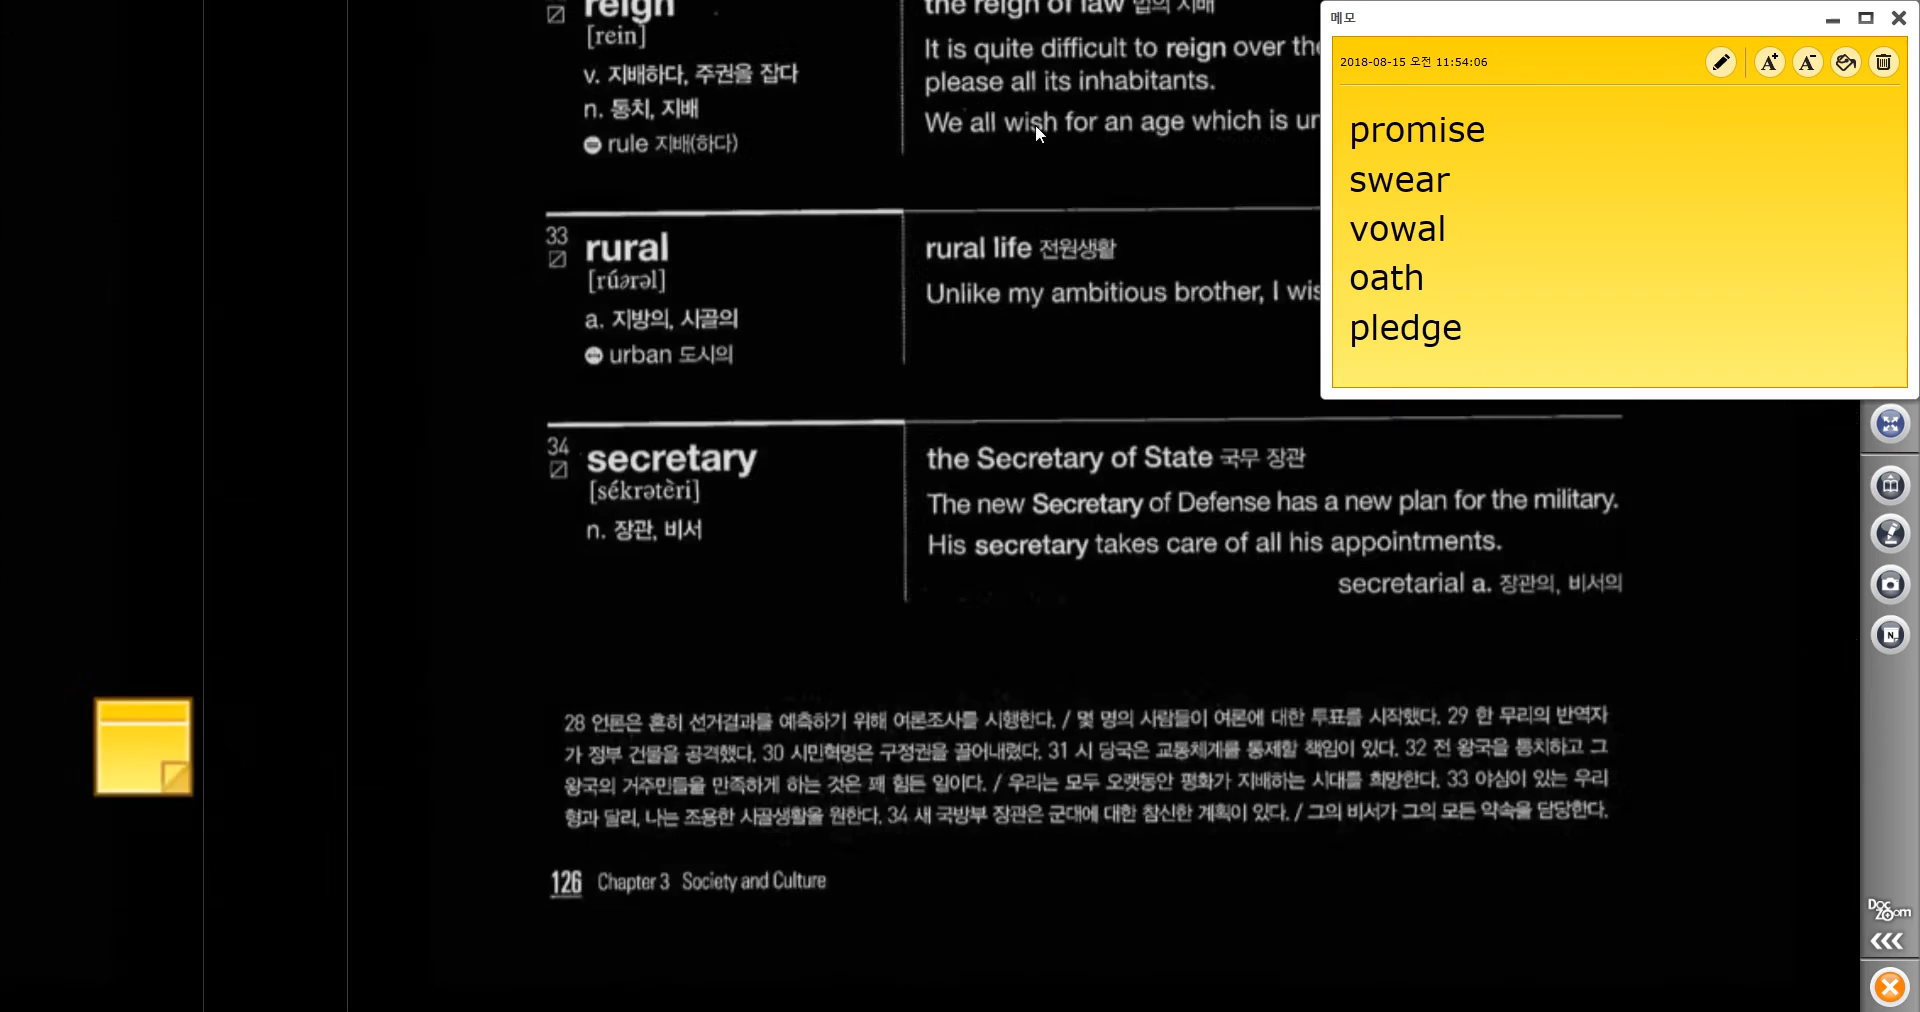 reign
[rein]
v. 지배하다, 주권을 잡다
n. 통치, 지배
rule 지배(하다)
the reign of law 법의 지배
It is quite difficult to reign over the
please all its inhabitants.
We all wish for an age which is un
33
rural
[rúərəl]
a. 지방의, 시골의
urban 도시의
rural life 전원생활
Unlike my ambitious brother, I wis
34
secretary
[sékrətèri]
n. 장관, 비서
the Secretary of State 국무 장관
The new Secretary of Defense has a new plan for the military.
His secretary takes care of all his appointments.
secretarial a. 장관의, 비서의
28 언론은 흔히 선거결과를 예측하기 위해 여론조사를 시행한다. / 몇 명의 사람들이 여론에 대한 투표를 시작했다. 29 한 무리의 반역자
가 정부 건물을 공격했다. 30 시민혁명은 구정권을 끌어내렸다. 31 시 당국은 교통체계를 통제할 책임이 있다. 32 전 왕국을 통치하고 그
왕국의 거주민들을 만족하게 하는 것은 꽤 힘든 일이다. / 우리는 모두 오랫동안 평화가 지배하는 시대를 희망한다. 33 야심이 있는 우리
형과 달리, 나는 조용한 시골생활을 원한다. 34 새 국방부 장관은 군대에 대한 참신한 계획이 있다. / 그의 비서가 그의 모든 약속을 담당한다.
126 Chapter 3 Society and Culture
메모
2018-08-15 오전 11:54:06
A+
A-
promise
swear
vowal
oath
pledge
N
Doc
Zoom